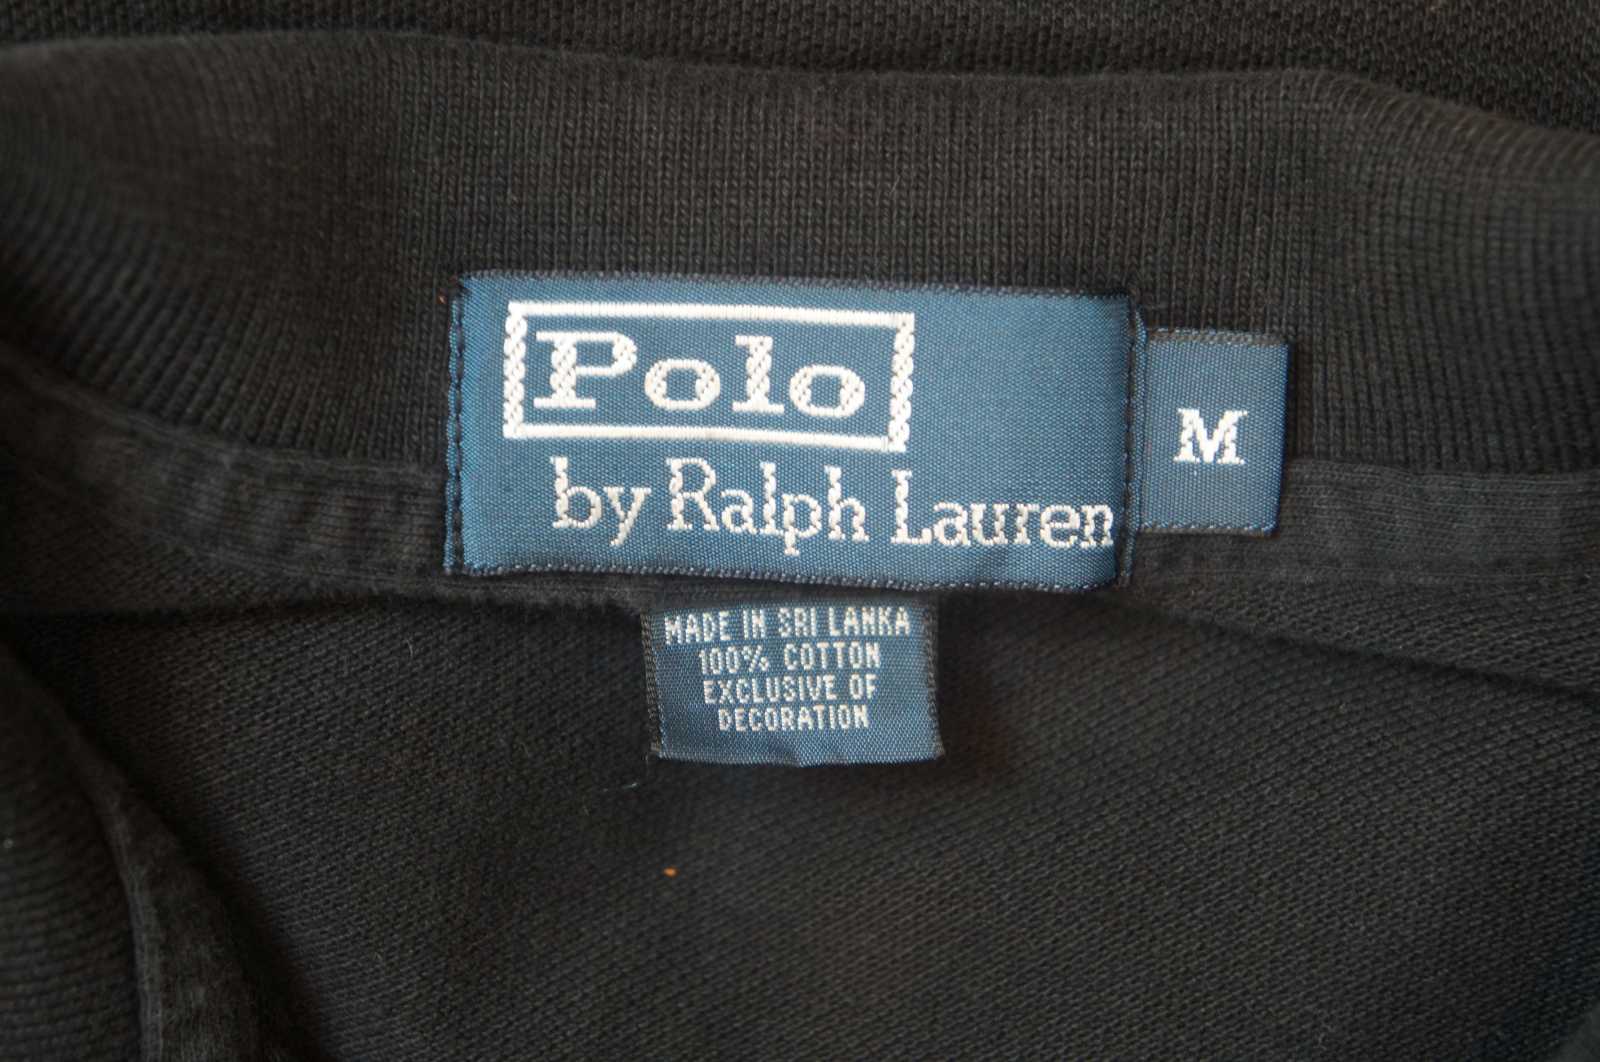 Polo
by Ralph Lauren
M
MADE IN SRI LANKA
100% COTTON
EXCLUSIVE OF
DECORATION